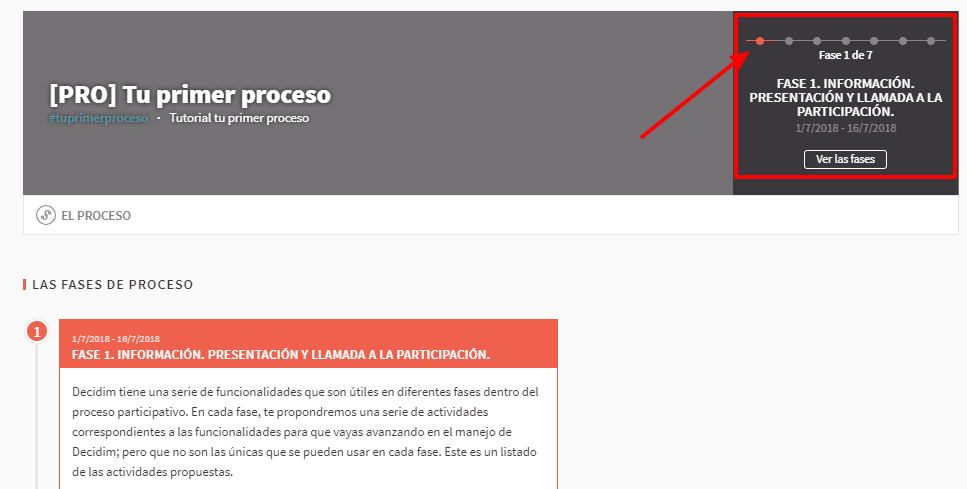 Fase 1 de 7
FASE 1. INFORMACIÓN.
PRESENTACIÓN Y LLAMADA A LA
PARTICIPACIÓN.
1/7/2018 - 16/7/2018
Ver las fases
[PRO] Tu primer proceso
#tuprimerproceso · Tutorial tu primer proceso
EL PROCESO
LAS FASES DE PROCESO
1
1/7/2018 - 16/7/2018
FASE 1. INFORMACIÓN. PRESENTACIÓN Y LLAMADA A LA PARTICIPACIÓN.
Decidim tiene una serie de funcionalidades que son útiles en diferentes fases dentro del
proceso participativo. En cada fase, te propondremos una serie de actividades
correspondientes a las funcionalidades para que vayas avanzando en el manejo de
Decidim; pero que no son las únicas que se pueden usar en cada fase. Este es un listado
de las actividades propuestas.